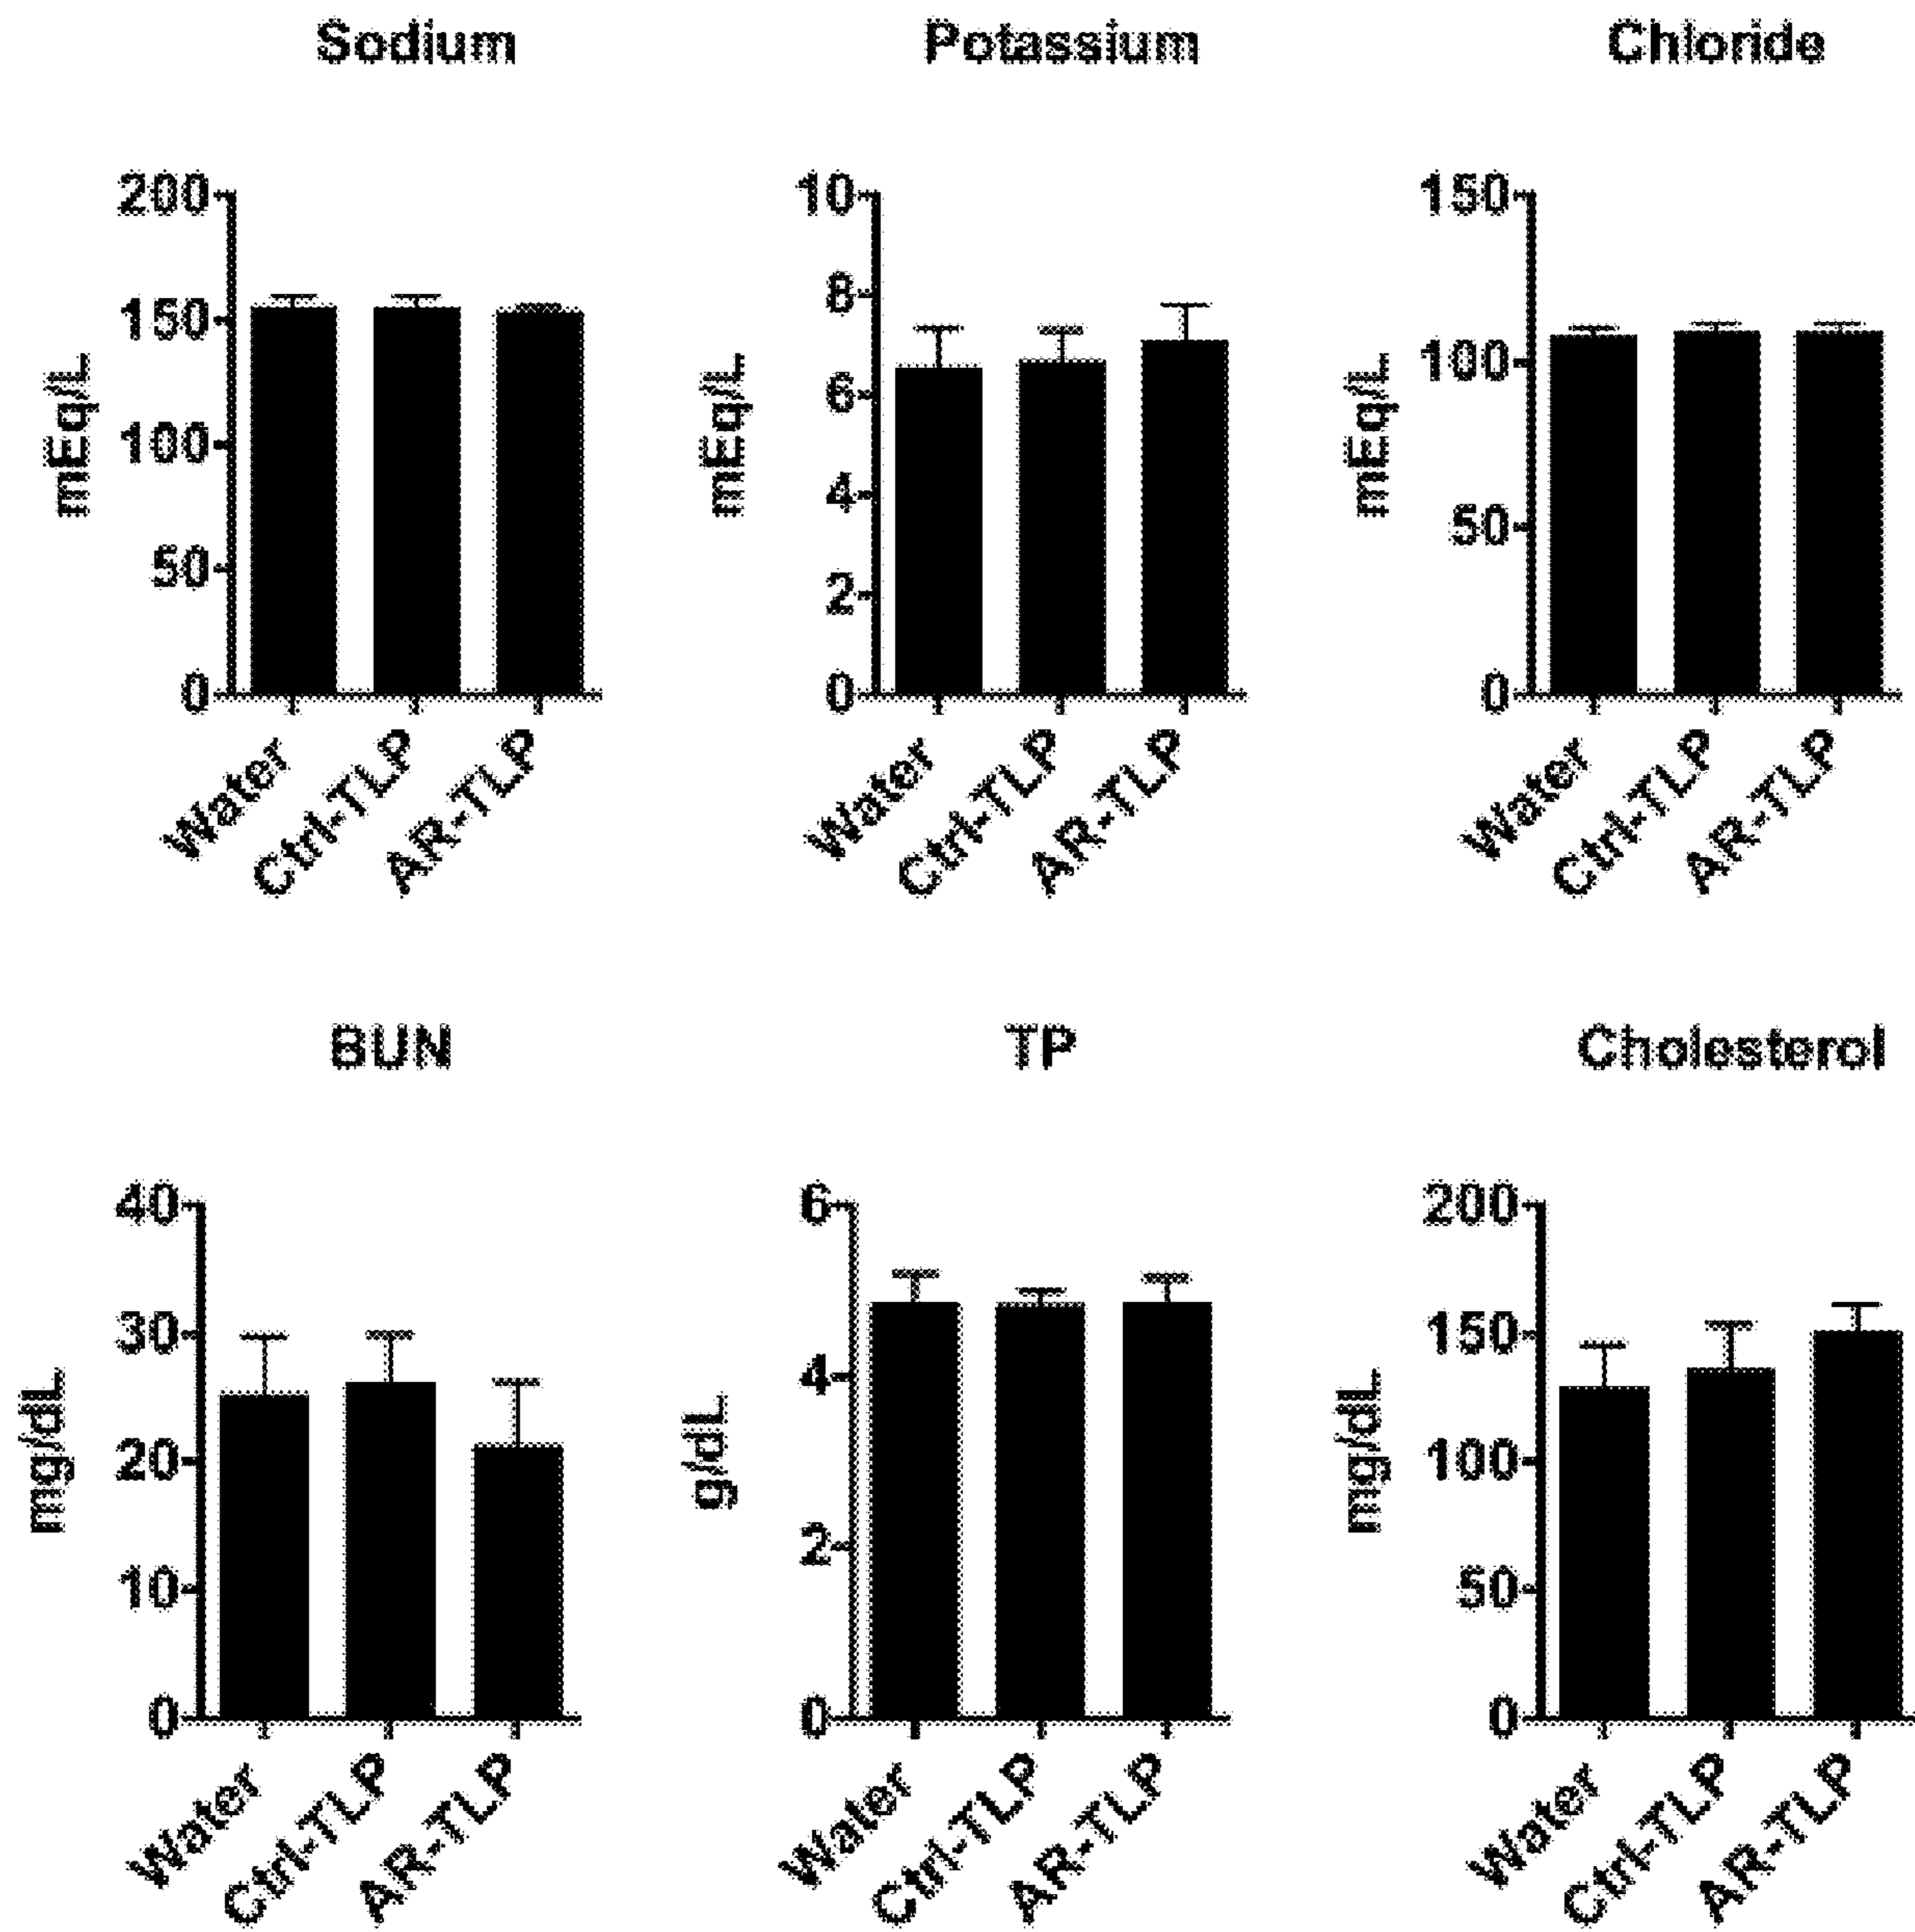 Sodium
200
150
100
50
0
mEq/L
Water
Ctrl-TLP
AR-TLP
Potassium
10
8
6
4
2
0
mEq/L
Water
Ctrl-TLP
AR-TLP
Chloride
150
100
50
0
mEq/L
Water
Ctrl-TLP
AR-TLP
BUN
40
30
20
10
0
mg/dL
Water
Ctrl-TLP
AR-TLP
TP
6
4
2
0
g/dL
Water
Ctrl-TLP
AR-TLP
Cholesterol
200
150
100
50
0
mg/dL
Water
Ctrl-TLP
AR-TLP